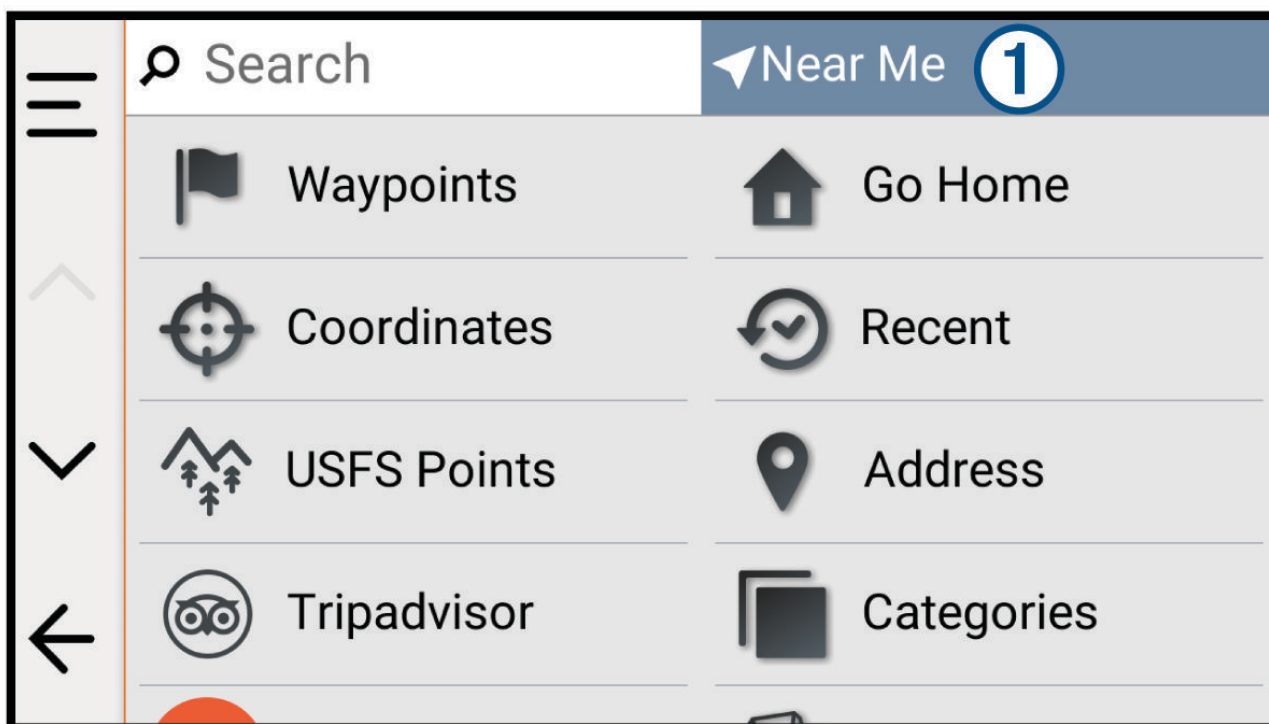 Search
Near Me 1
Waypoints
Go Home
Coordinates
Recent
USFS Points
Address
Tripadvisor
Categories